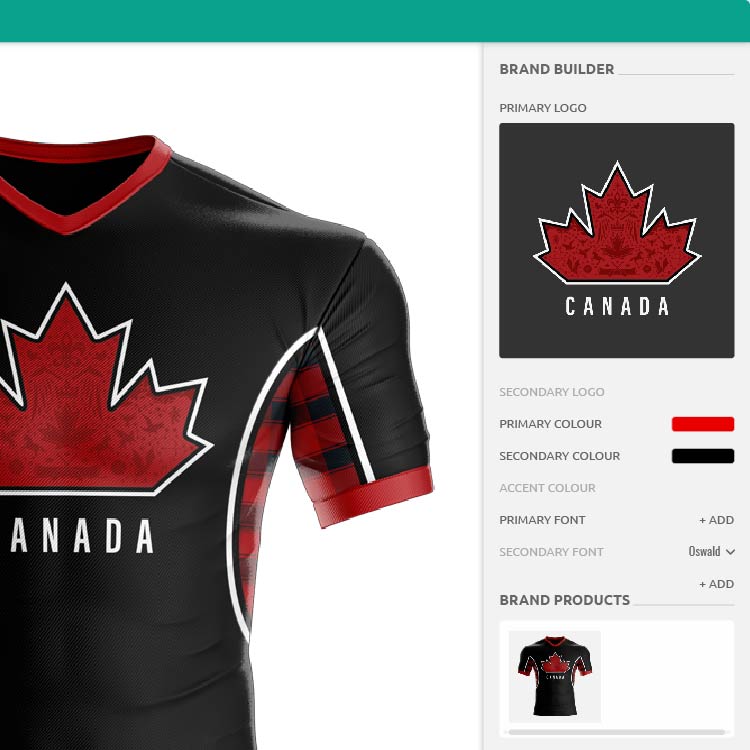 BRAND BUILDER
PRIMARY LOGO
CANADA
SECONDARY LOGO
PRIMARY COLOUR
SECONDARY COLOUR
ACCENT COLOUR
PRIMARY FONT + ADD
SECONDARY FONT Oswald
+ ADD
BRAND PRODUCTS
CANADA
ANADA